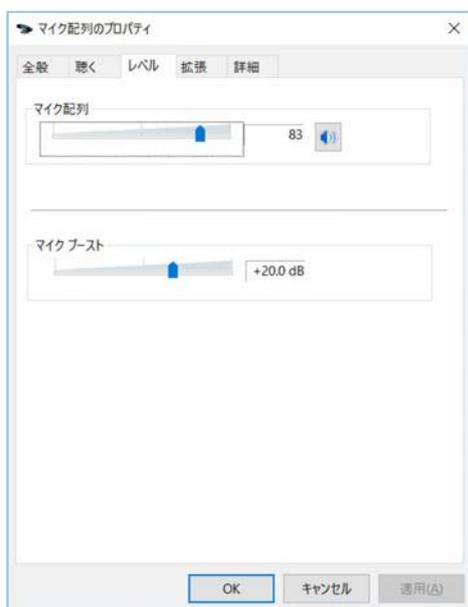 マイク配列のプロパティ
全般 聴く レベル 拡張 詳細
マイク配列
83
マイク ブースト
+20.0 dB
OK キャンセル 適用(A)